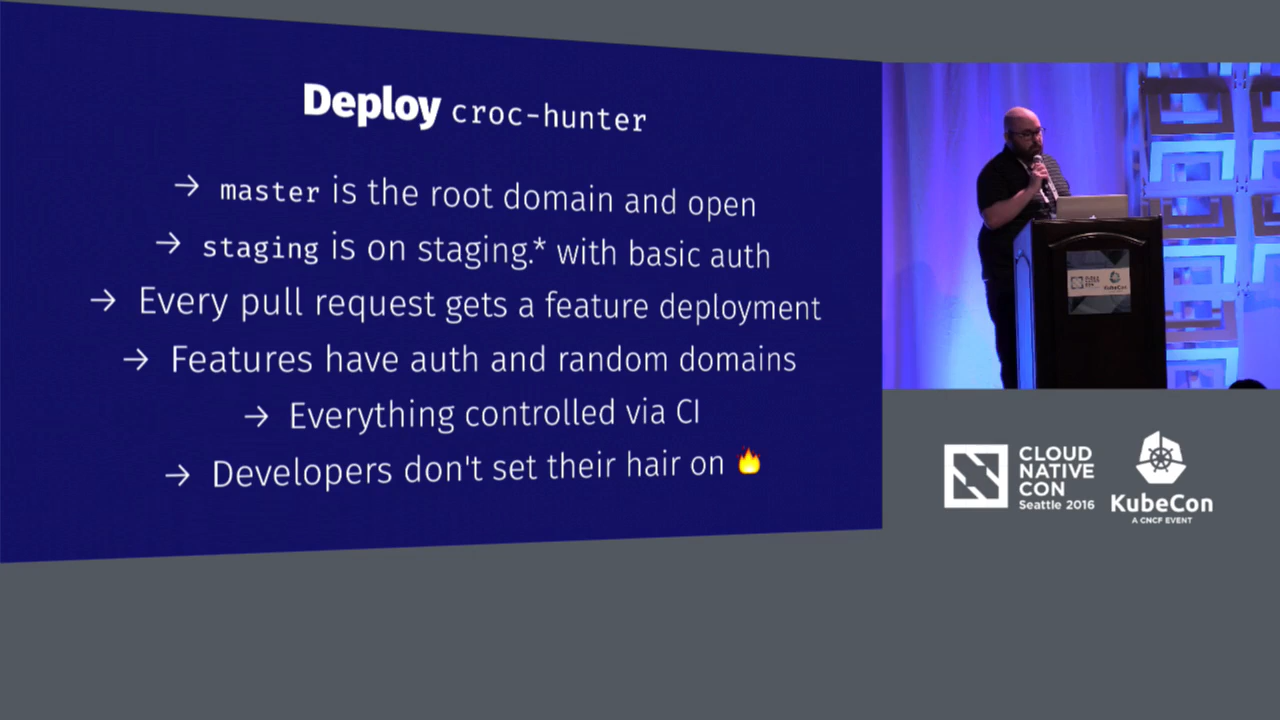 Deploy croc-hunter
→ master is the root domain and open
→ staging is on staging.* with basic auth
→ Every pull request gets a feature deployment
→ Features have auth and random domains
→ Everything controlled via CI
→ Developers don't set their hair on 🔥
CLOUD
NATIVE
CON
Seattle 2016
KubeCon
A CNCF EVENT